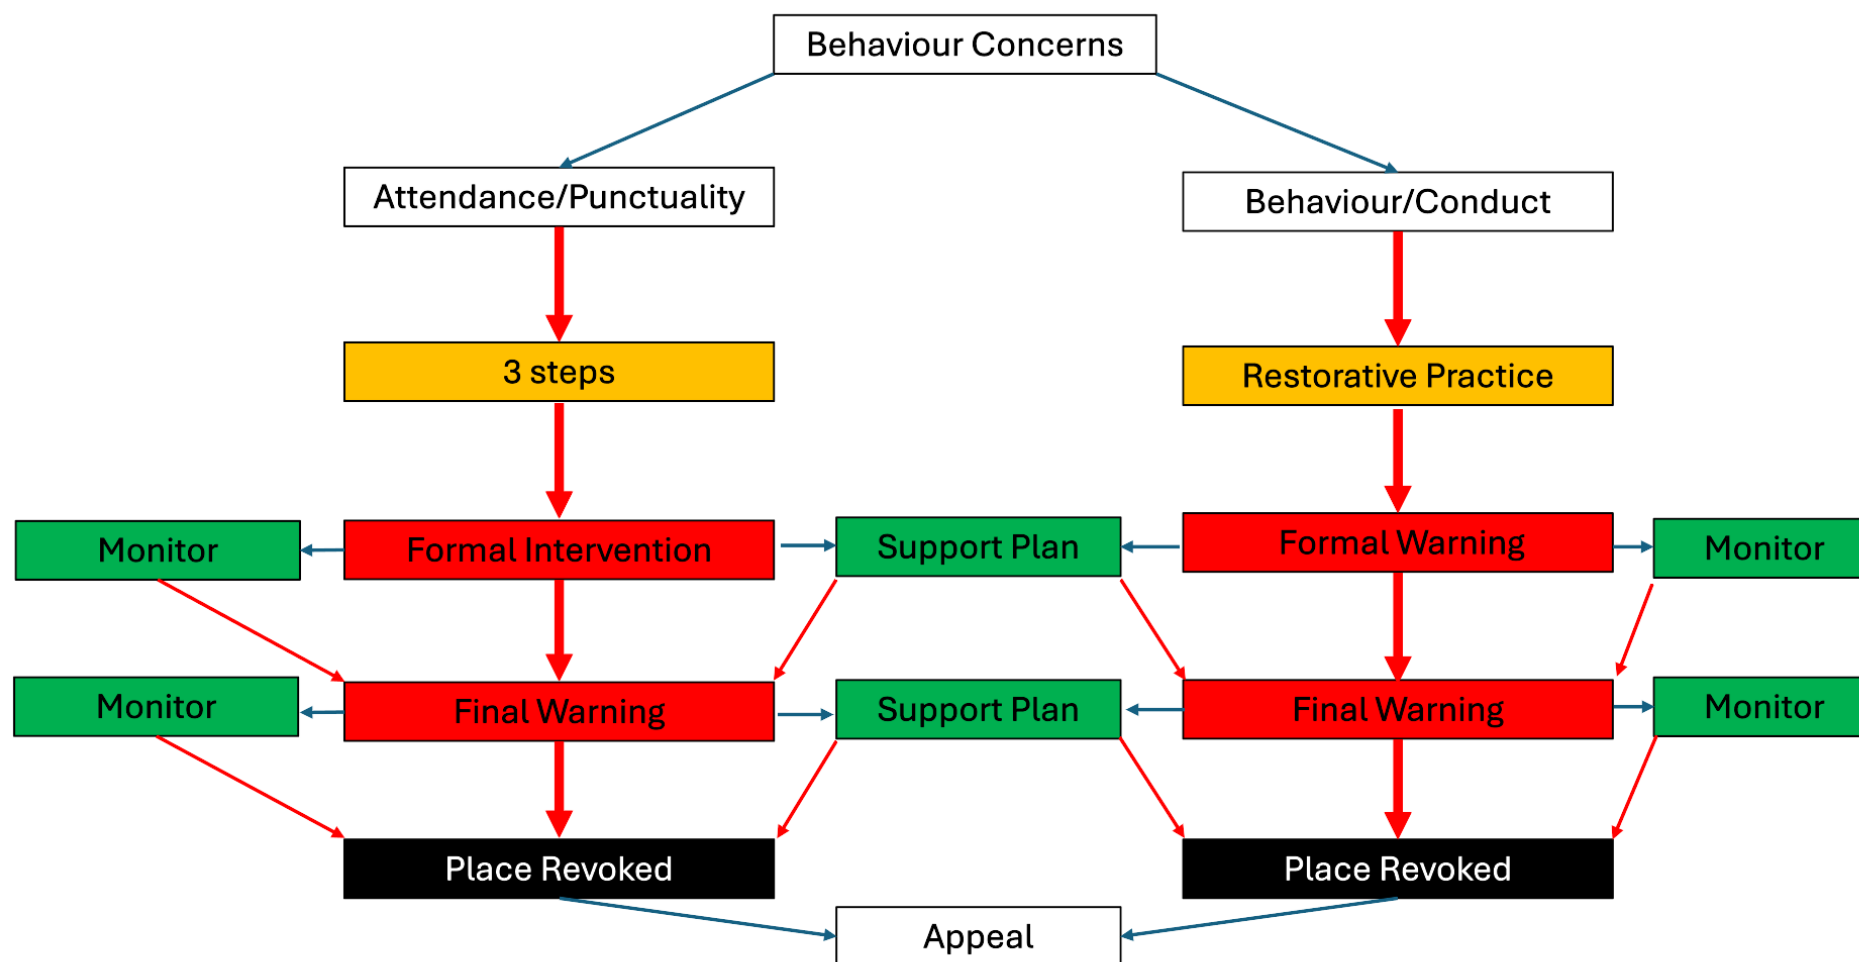 Behaviour Concerns
Attendance/Punctuality
Behaviour/Conduct
3 steps
Restorative Practice
Monitor
Formal Intervention
Support Plan
Formal Warning
Monitor
Monitor
Final Warning
Support Plan
Final Warning
Monitor
Place Revoked
Place Revoked
Appeal